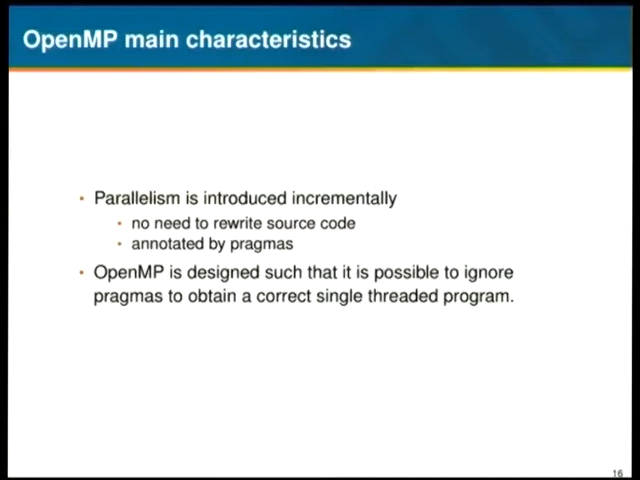 OpenMP main characteristics
• Parallelism is introduced incrementally
• no need to rewrite source code
• annotated by pragmas
• OpenMP is designed such that it is possible to ignore
pragmas to obtain a correct single threaded program.
16